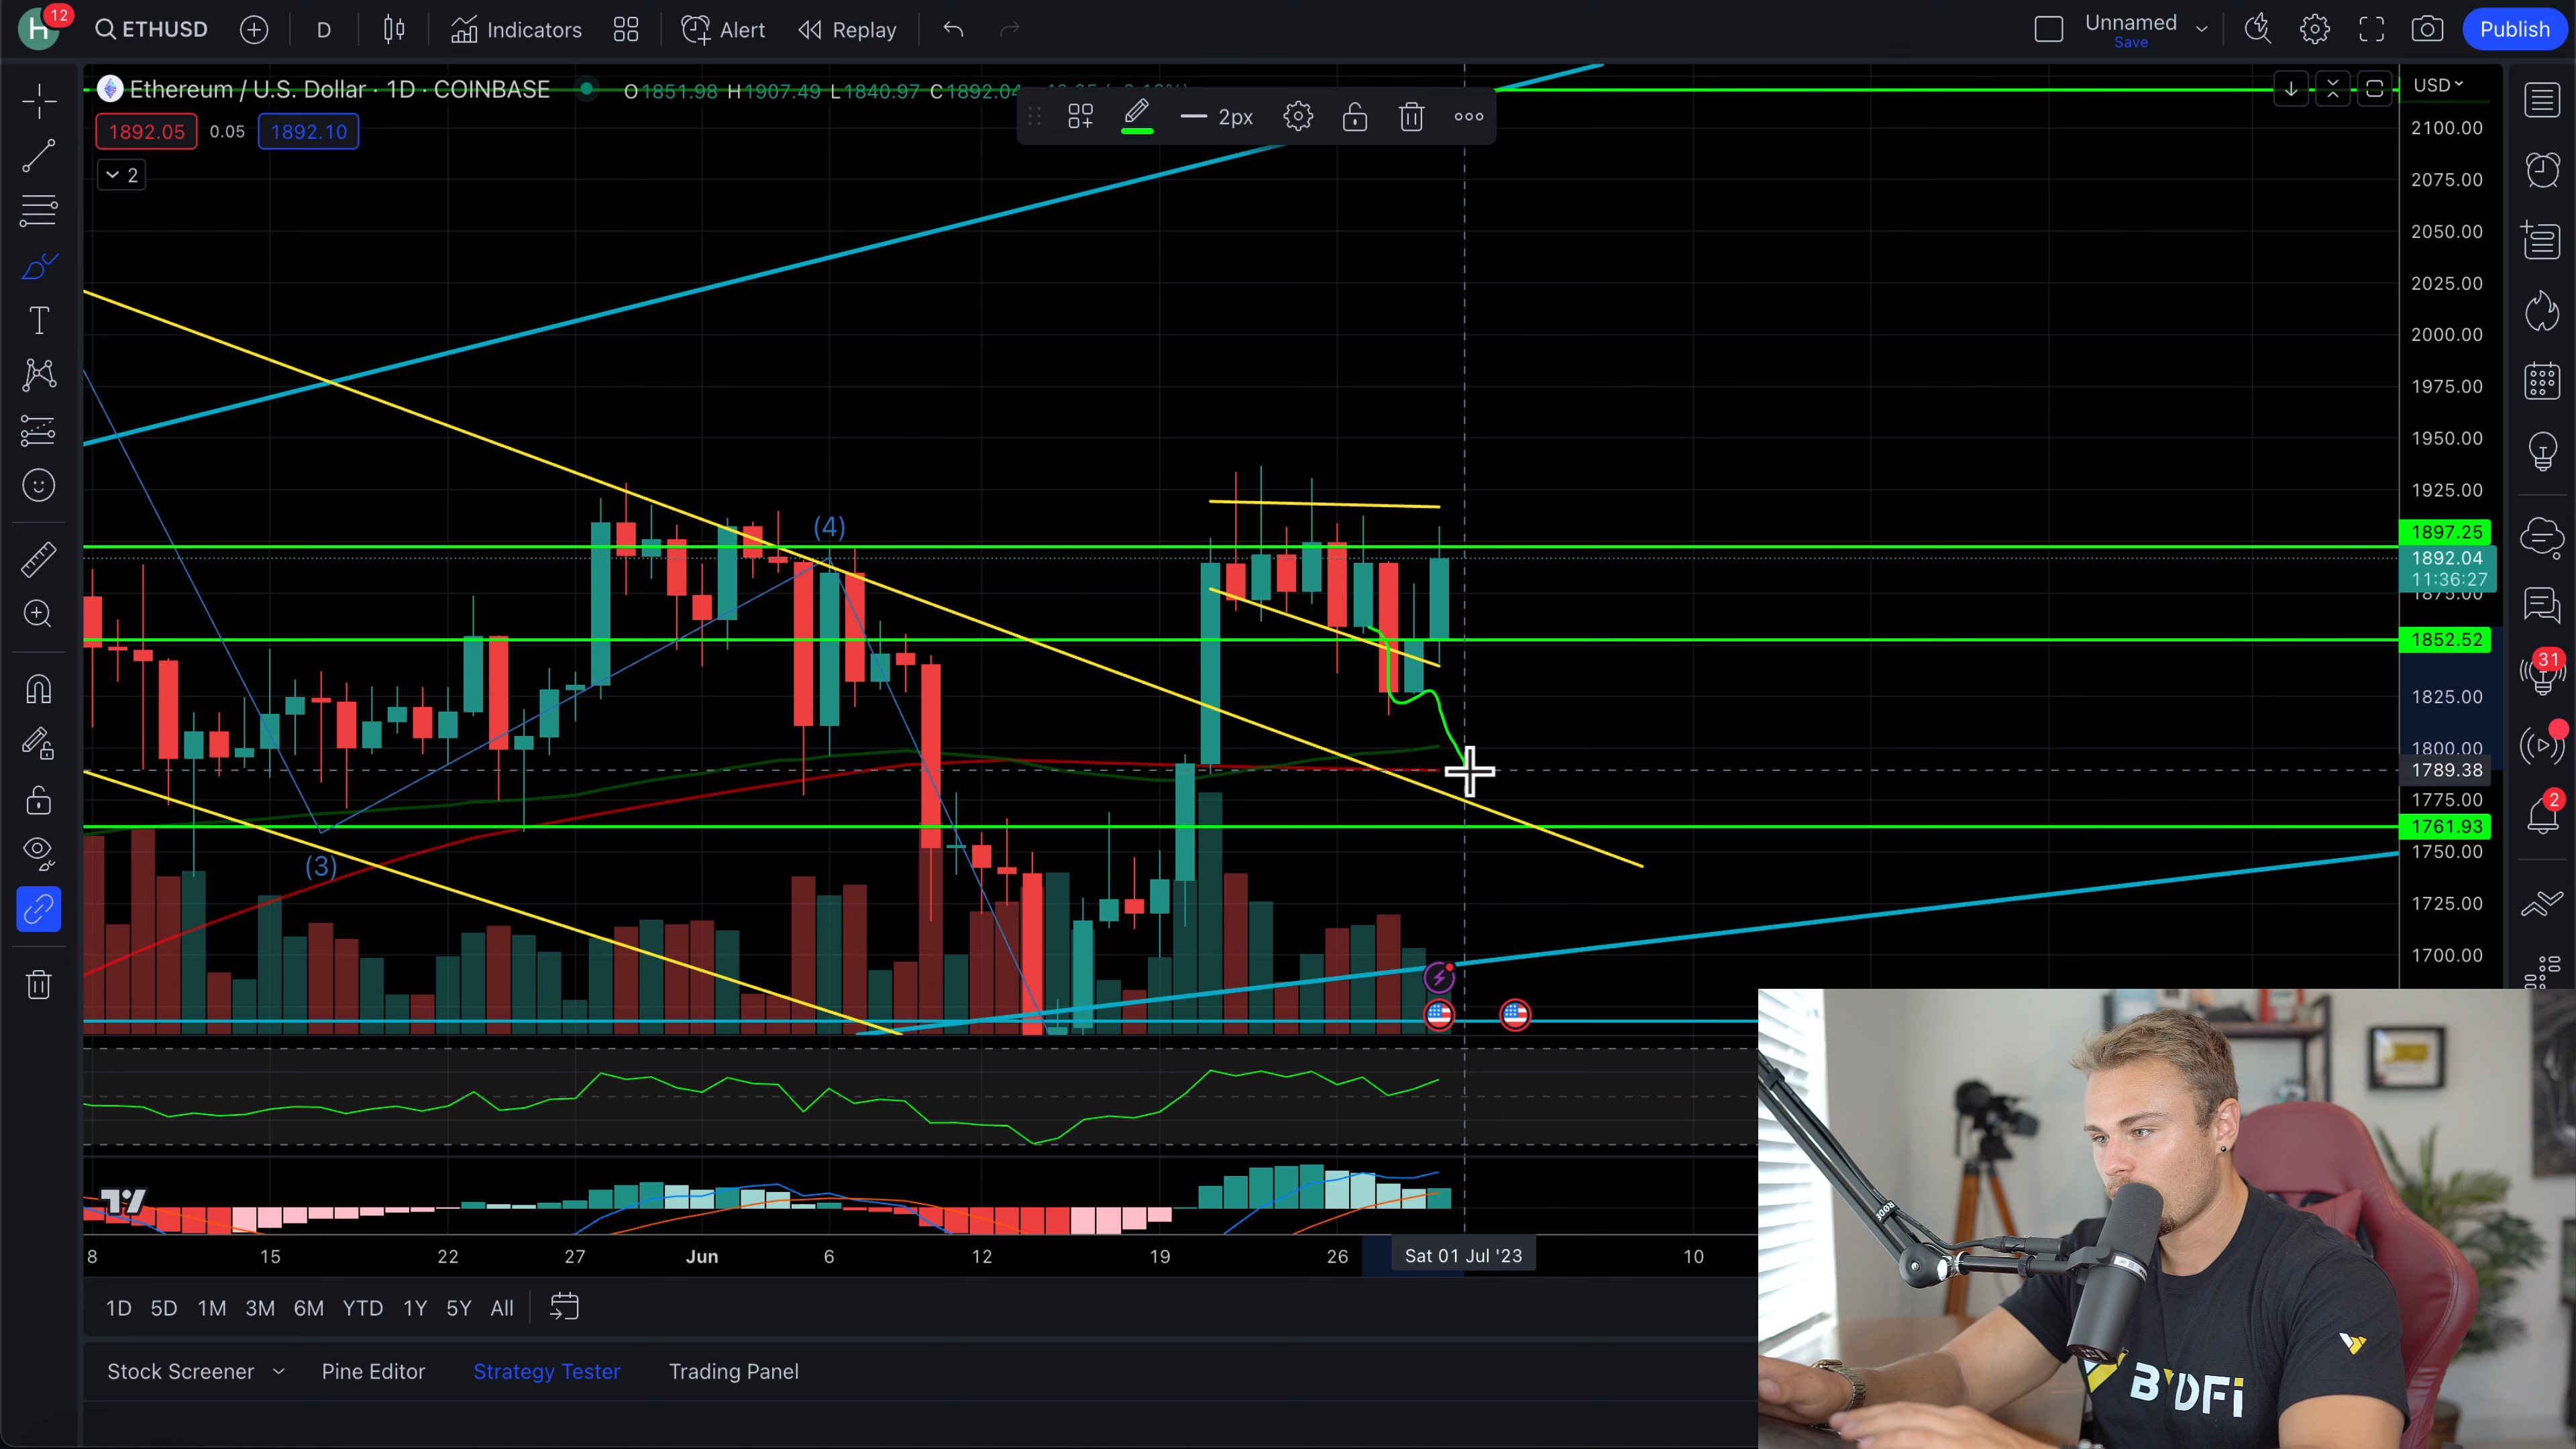 H 12 ETHUSD D Indicators Alert Replay Unnamed Save Publish
Ethereum / U.S. Dollar · 1D · COINBASE O1851.98 H1907.49 L1840.97 C1892.04
2px
USD
1892.05 0.05 1892.10
2
2100.00
2075.00
2050.00
2025.00
2000.00
1975.00
1950.00
1925.00
1897.25
1892.04
11:36:27
1875.00
1852.52
1825.00
1800.00
1789.38
1775.00
1761.93
1750.00
1725.00
1700.00
(4)
(3)
31
2
8 15 22 27 Jun 6 12 19 26 Sat 01 Jul '23 10
1D 5D 1M 3M 6M YTD 1Y 5Y All
Stock Screener Pine Editor Strategy Tester Trading Panel
RØDE
BYDFi